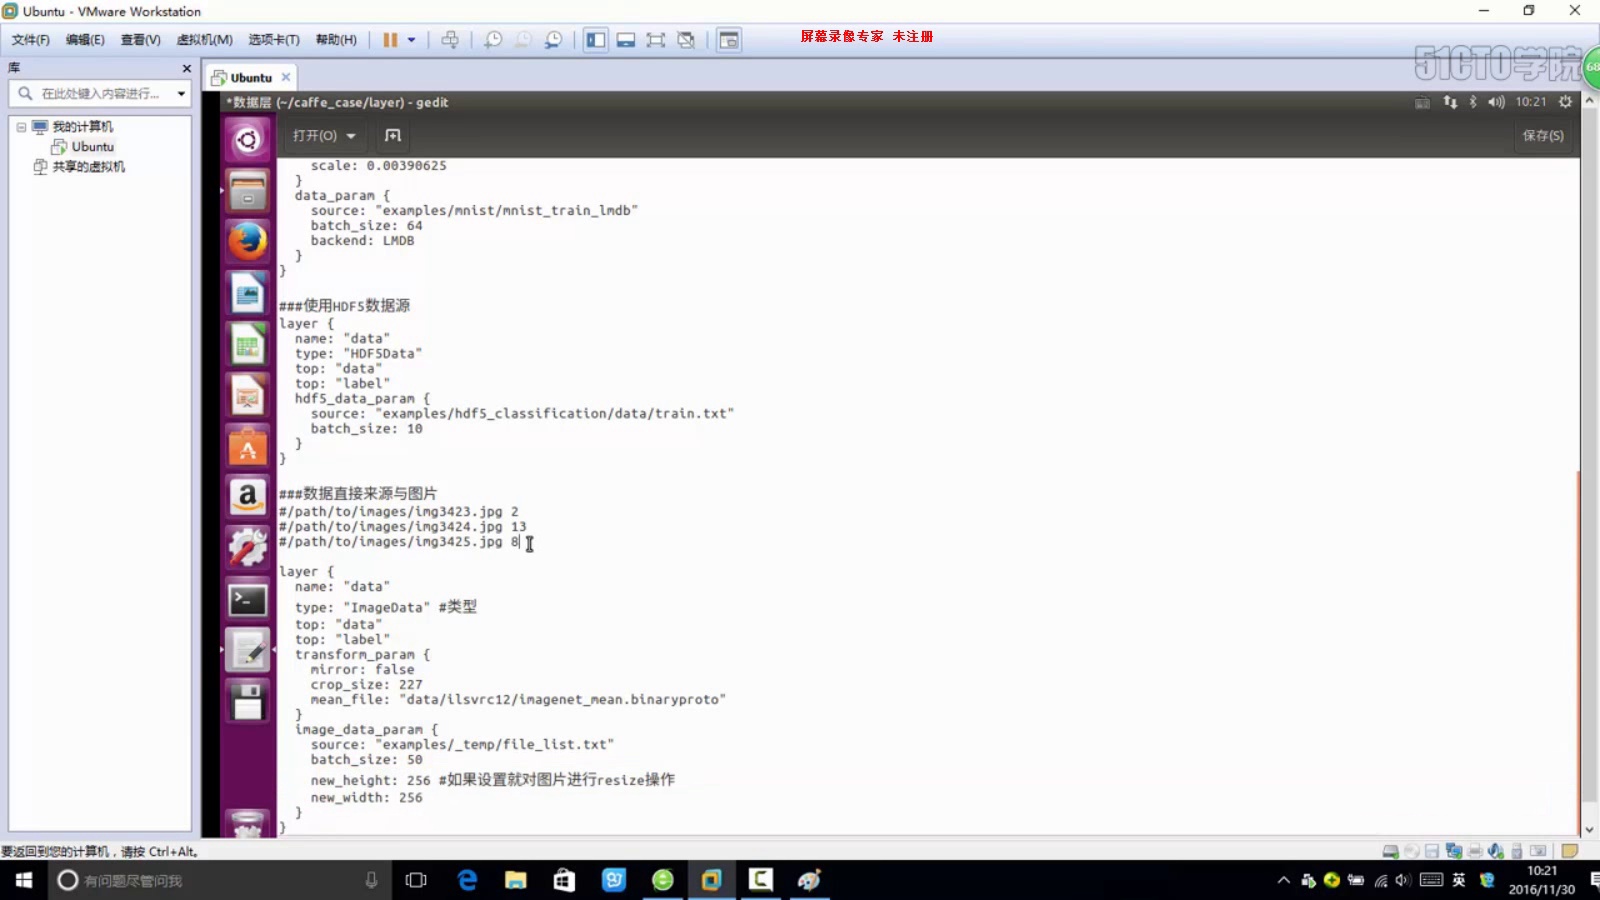 Ubuntu - VMware Workstation
文件(F) 编辑(E) 查看(V) 虚拟机(M) 选项卡(T) 帮助(H)
屏幕录像专家 未注册
51CTO学院
68
库
Ubuntu
在此处键入内容进行...
*数据层 (~/caffe_case/layer) - gedit
10:21
我的计算机
Ubuntu
共享的虚拟机
打开(O)
保存(S)
scale: 0.00390625
}
data_param {
source: "examples/mnist/mnist_train_lmdb"
batch_size: 64
backend: LMDB
}
}
###使用HDF5数据源
layer {
name: "data"
type: "HDF5Data"
top: "data"
top: "label"
hdf5_data_param {
source: "examples/hdf5_classification/data/train.txt"
batch_size: 10
}
}
###数据直接来源与图片
#/path/to/images/img3423.jpg 2
#/path/to/images/img3424.jpg 13
#/path/to/images/img3425.jpg 8
layer {
name: "data"
type: "ImageData" #类型
top: "data"
top: "label"
transform_param {
mirror: false
crop_size: 227
mean_file: "data/ilsvrc12/imagenet_mean.binaryproto"
}
image_data_param {
source: "examples/_temp/file_list.txt"
batch_size: 50
new_height: 256 #如果设置就对图片进行resize操作
new_width: 256
}
}
要返回到您的计算机，请按 Ctrl+Alt。
有问题尽管问我
英
10:21
2016/11/30